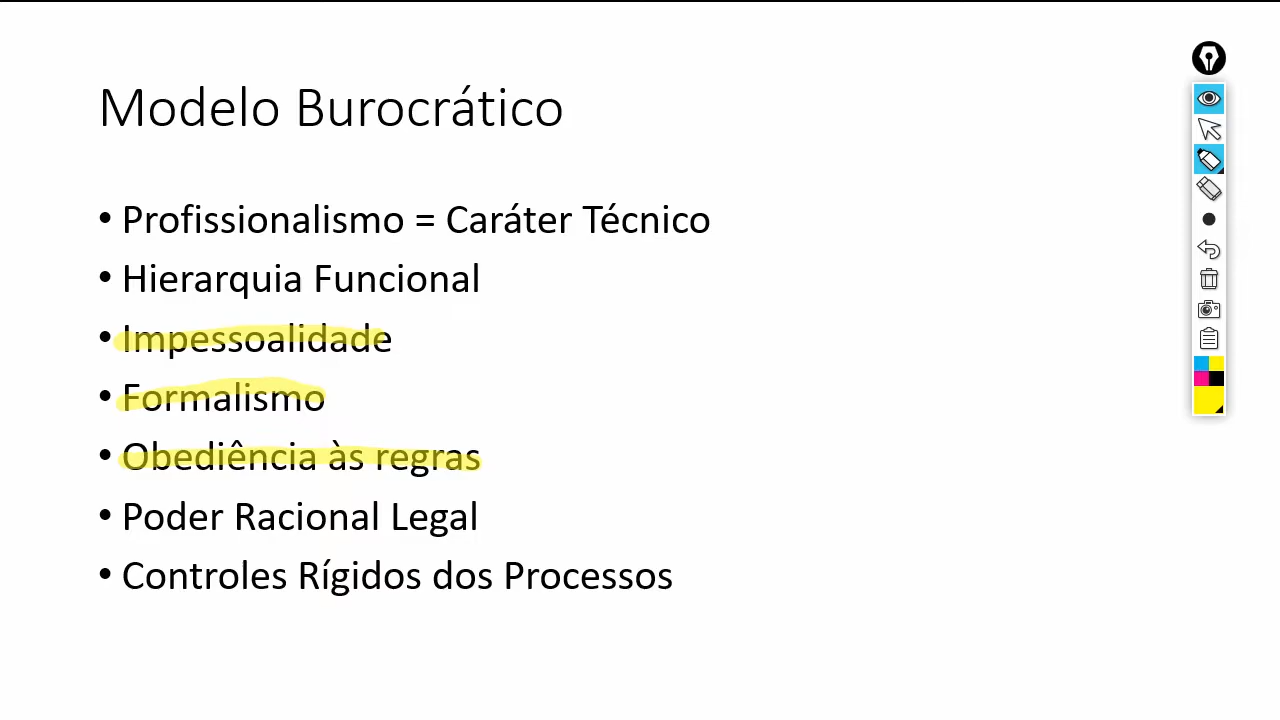 Modelo Burocrático
• Profissionalismo = Caráter Técnico
• Hierarquia Funcional
• Impessoalidade
• Formalismo
• Obediência às regras
• Poder Racional Legal
• Controles Rígidos dos Processos